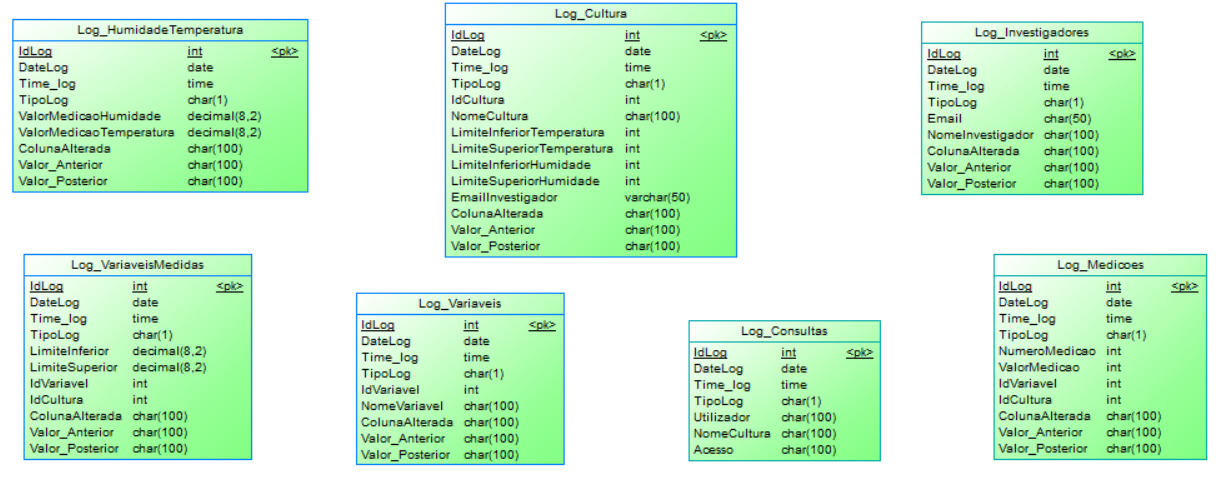 Log_HumidadeTemperatura
IdLog int <pk>
DateLog date
Time_log time
TipoLog char(1)
ValorMedicaoHumidade decimal(8,2)
ValorMedicaoTemperatura decimal(8,2)
ColunaAlterada char(100)
Valor_Anterior char(100)
Valor_Posterior char(100)
Log_Cultura
IdLog int <pk>
DateLog date
Time_log time
TipoLog char(1)
IdCultura int
NomeCultura char(100)
LimiteInferiorTemperatura int
LimiteSuperiorTemperatura int
LimiteInferiorHumidade int
LimiteSuperiorHumidade int
EmailInvestigador varchar(50)
ColunaAlterada char(100)
Valor_Anterior char(100)
Valor_Posterior char(100)
Log_Investigadores
IdLog int <pk>
DateLog date
Time_log time
TipoLog char(1)
Email char(50)
NomeInvestigador char(100)
ColunaAlterada char(100)
Valor_Anterior char(100)
Valor_Posterior char(100)
Log_VariaveisMedidas
IdLog int <pk>
DateLog date
Time_log time
TipoLog char(1)
LimiteInferior decimal(8,2)
LimiteSuperior decimal(8,2)
IdVariavel int
IdCultura int
ColunaAlterada char(100)
Valor_Anterior char(100)
Valor_Posterior char(100)
Log_Variaveis
IdLog int <pk>
DateLog date
Time_log time
TipoLog char(1)
IdVariavel int
NomeVariavel char(100)
ColunaAlterada char(100)
Valor_Anterior char(100)
Valor_Posterior char(100)
Log_Consultas
IdLog int <pk>
DateLog date
Time_log time
TipoLog char(1)
Utilizador char(100)
NomeCultura char(100)
Acesso char(100)
Log_Medicoes
IdLog int <pk>
DateLog date
Time_log time
TipoLog char(1)
NumeroMedicao int
ValorMedicao int
IdVariavel int
IdCultura int
ColunaAlterada char(100)
Valor_Anterior char(100)
Valor_Posterior char(100)